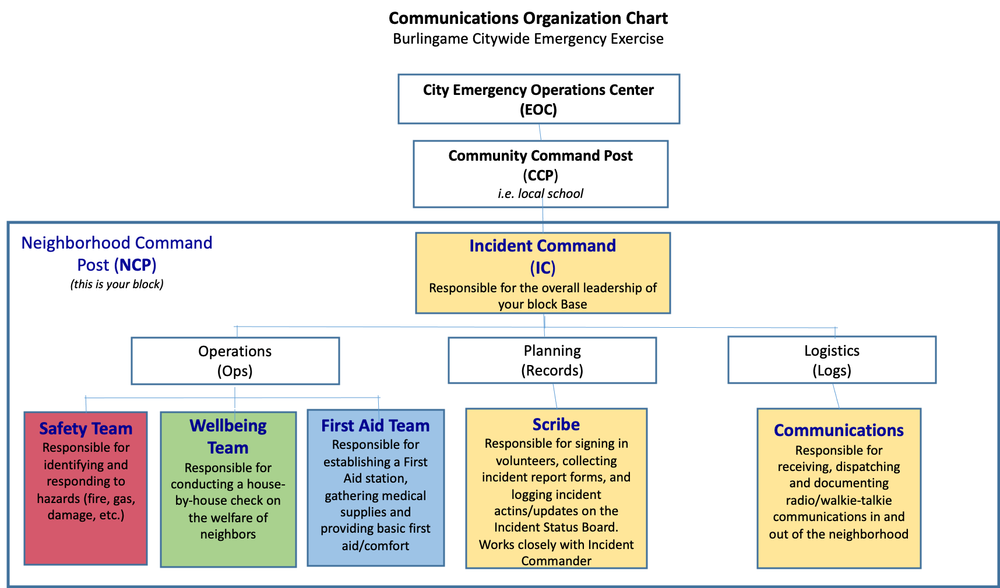 Communications Organization Chart
Burlingame Citywide Emergency Exercise
City Emergency Operations Center
(EOC)
Community Command Post
(CCP)
i.e. local school
Neighborhood Command
Post (NCP)
(this is your block)
Incident Command
(IC)
Responsible for the overall leadership of
your block Base
Operations
(Ops)
Planning
(Records)
Logistics
(Logs)
Safety Team
Responsible for
identifying and
responding to
hazards (fire, gas,
damage, etc.)
Wellbeing
Team
Responsible for
conducting a house-
by-house check on
the welfare of
neighbors
First Aid Team
Responsible for
establishing a First
Aid station,
gathering medical
supplies and
providing basic first
aid/comfort
Scribe
Responsible for signing in
volunteers, collecting
incident report forms, and
logging incident
actins/updates on the
Incident Status Board.
Works closely with Incident
Commander
Communications
Responsible for
receiving, dispatching
and documenting
radio/walkie-talkie
communications in and
out of the neighborhood